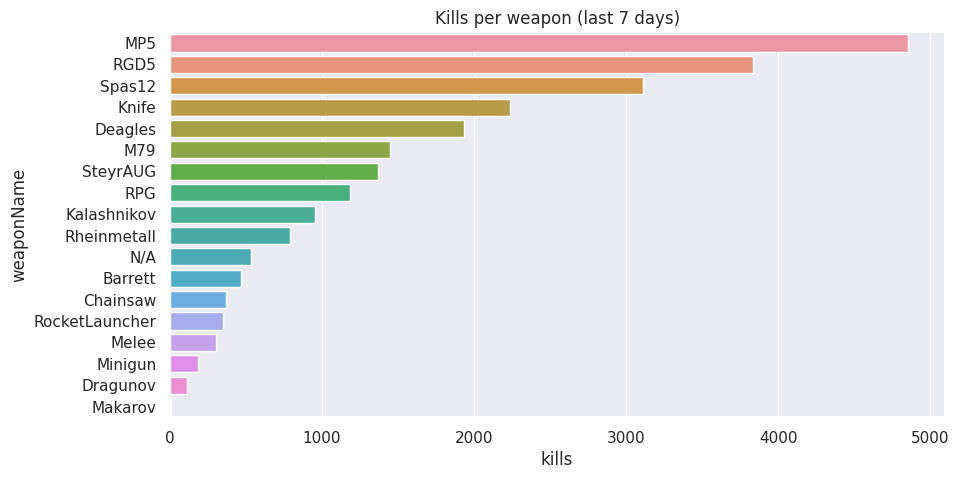 Kills per weapon (last 7 days)
weaponName
MP5
RGD5
Spas12
Knife
Deagles
M79
SteyrAUG
RPG
Kalashnikov
Rheinmetall
N/A
Barrett
Chainsaw
RocketLauncher
Melee
Minigun
Dragunov
Makarov
0 1000 2000 3000 4000 5000
kills